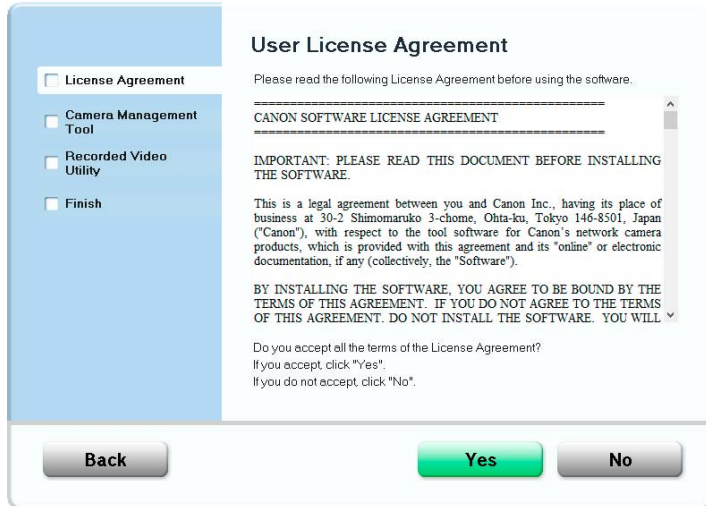 User License Agreement
License Agreement
Please read the following License Agreement before using the software.
Camera Management
Tool
Recorded Video
Utility
Finish
==================================================
CANON SOFTWARE LICENSE AGREEMENT
==================================================
IMPORTANT: PLEASE READ THIS DOCUMENT BEFORE INSTALLING
THE SOFTWARE.
This is a legal agreement between you and Canon Inc., having its place of
business at 30-2 Shimomaruko 3-chome, Ohta-ku, Tokyo 146-8501, Japan
("Canon"), with respect to the tool software for Canon's network camera
products, which is provided with this agreement and its "online" or electronic
documentation, if any (collectively, the "Software").
BY INSTALLING THE SOFTWARE, YOU AGREE TO BE BOUND BY THE
TERMS OF THIS AGREEMENT. IF YOU DO NOT AGREE TO THE TERMS
OF THIS AGREEMENT. DO NOT INSTALL THE SOFTWARE. YOU WILL
Do you accept all the terms of the License Agreement?
If you accept, click "Yes".
If you do not accept, click "No".
Back
Yes
No